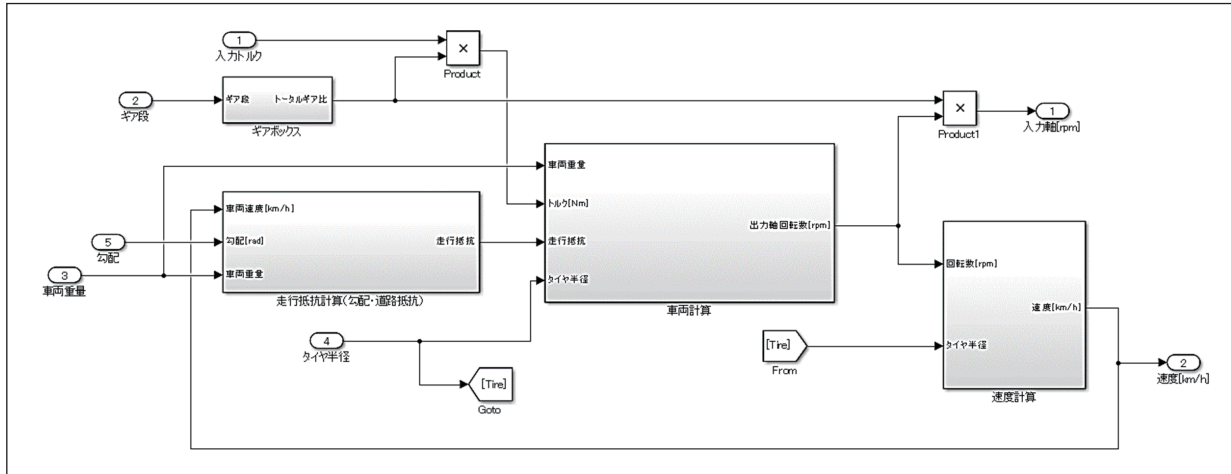 1
入力トルク
×
Product
2
ギア段
ギア段
トータルギア比
ギアボックス
×
Product1
1
入力軸[rpm]
車両重量
トルク[Nm]
走行抵抗
タイヤ半径
出力軸回転数[rpm]
車両計算
車両速度[km/h]
勾配[rad]
車両重量
走行抵抗
走行抵抗計算(勾配・道路抵抗)
5
勾配
3
車両重量
4
タイヤ半径
[Tire]
Goto
[Tire]
From
回転数[rpm]
タイヤ半径
速度[km/h]
速度計算
2
速度[km/h]